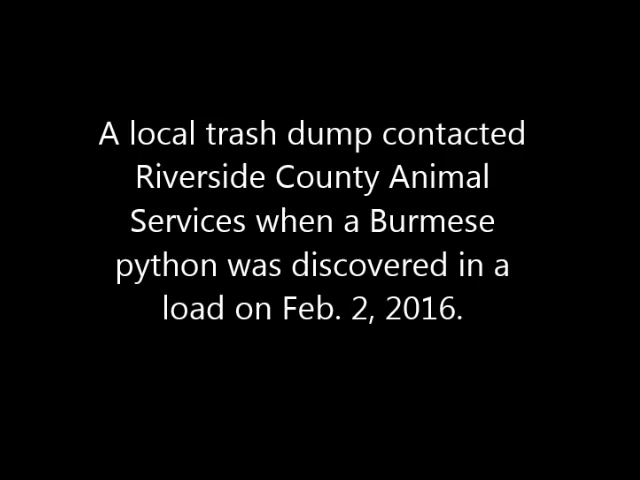 A local trash dump contacted
Riverside County Animal
Services when a Burmese
python was discovered in a
load on Feb. 2, 2016.